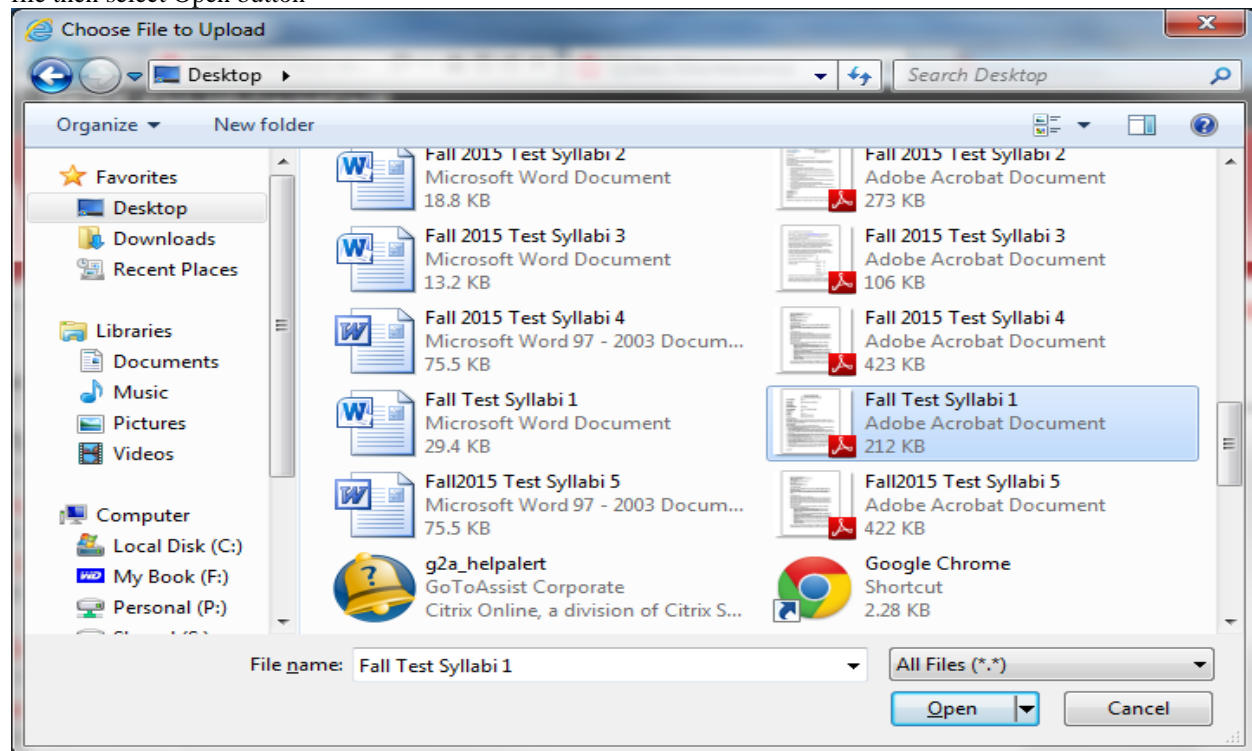 file then select Open button
Choose File to Upload
Desktop
Search Desktop
Organize
New folder
Favorites
Desktop
Downloads
Recent Places
Libraries
Documents
Music
Pictures
Videos
Computer
Local Disk (C:)
My Book (F:)
Personal (P:)
Fall 2015 Test Syllabi 2
Microsoft Word Document
18.8 KB
Fall 2015 Test Syllabi 2
Adobe Acrobat Document
273 KB
Fall 2015 Test Syllabi 3
Microsoft Word Document
13.2 KB
Fall 2015 Test Syllabi 3
Adobe Acrobat Document
106 KB
Fall 2015 Test Syllabi 4
Microsoft Word 97 - 2003 Docum...
75.5 KB
Fall 2015 Test Syllabi 4
Adobe Acrobat Document
423 KB
Fall Test Syllabi 1
Microsoft Word Document
29.4 KB
Fall Test Syllabi 1
Adobe Acrobat Document
212 KB
Fall2015 Test Syllabi 5
Microsoft Word 97 - 2003 Docum...
75.5 KB
Fall2015 Test Syllabi 5
Adobe Acrobat Document
422 KB
g2a_helpalert
GoToAssist Corporate
Citrix Online, a division of Citrix S...
Google Chrome
Shortcut
2.28 KB
File name: Fall Test Syllabi 1
All Files (*.*)
Open
Cancel